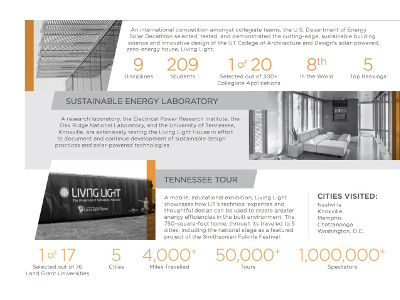 An international competition amongst collegiate teams, the U.S. Department of Energy
Solar Decathlon selected, tested, and demonstrated the cutting-edge, sustainable building
science and innovative design of the UT College of Architecture and Design's solar-powered,
zero-energy house, Living Light.
9
Disciplines
209
Students
1 of 20
Selected out of 300+
Collegiate Applications
8th
in the World
5
Top Rankings
SUSTAINABLE ENERGY LABORATORY
A research laboratory, the Electrical Power Research Institute, the
Oak Ridge National Laboratory, and the University of Tennessee,
Knoxville, are extensively testing the Living Light house in effort
to document and continue development of sustainable design
practices and solar-powered technologies.
TENNESSEE TOUR
LIVING LIGHT
The University of Tennessee, Knoxville
A mobile, educational exhibition, Living Light
showcases how UT's technical expertise and
thoughtful design can be used to create greater
energy efficiencies in the built environment. The
750-square-foot home, through its traveled to 5
cities, including the national stage as a featured
project of the Smithsonian Folklife Festival.
CITIES VISITED:
Nashville
Knoxville
Memphis
Chattanooga
Washington, D.C.
1 of 17
Selected out of 76
Land Grant Universities
5
Cities
4,000+
Miles Travelled
50,000+
Tours
1,000,000+
Spectators